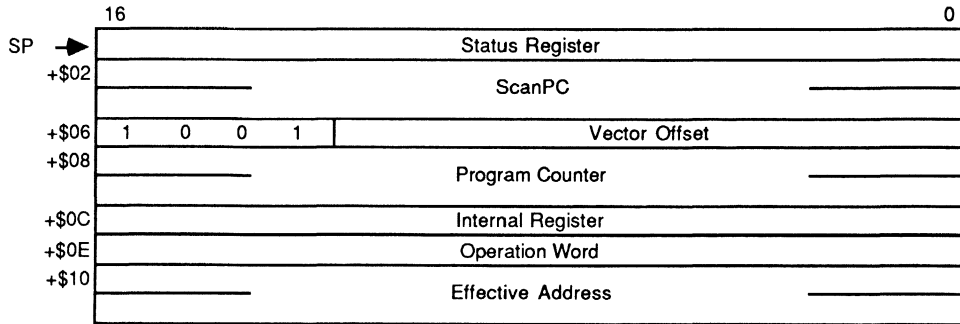 16 0
SP Status Register
+$02 ScanPC
+$06 1 0 0 1 Vector Offset
+$08 Program Counter
+$0C Internal Register
+$0E Operation Word
+$10 Effective Address